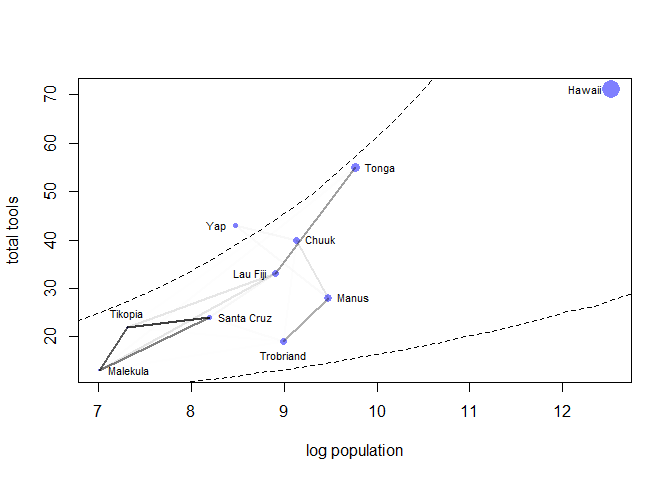 total tools
70
60
50
40
30
20
Hawaii
Tonga
Yap
Chuuk
Lau Fiji
Manus
Tikopia
Santa Cruz
Trobriand
Malekula
7 8 9 10 11 12
log population